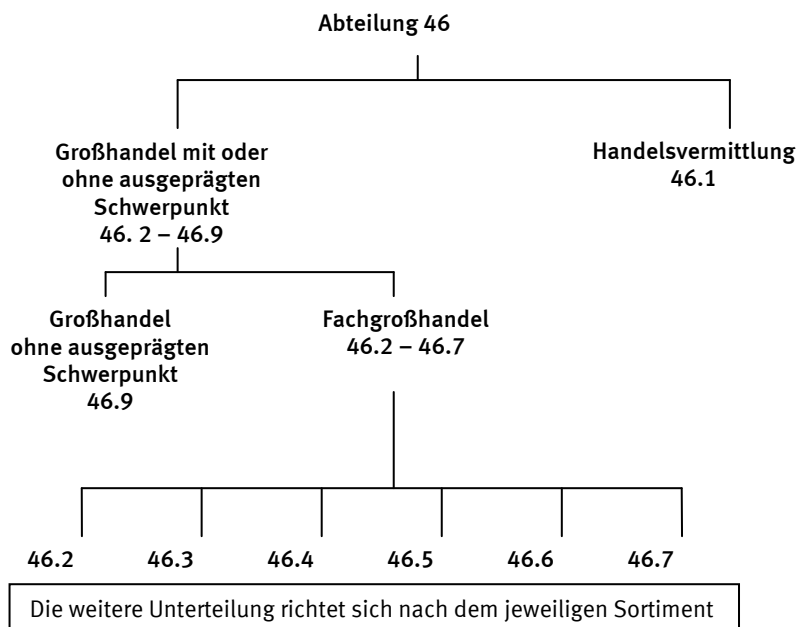 Abteilung 46
Großhandel mit oder
ohne ausgeprägten
Schwerpunkt
46. 2 – 46.9
Handelsvermittlung
46.1
Großhandel
ohne ausgeprägten
Schwerpunkt
46.9
Fachgroßhandel
46.2 – 46.7
46.2 46.3 46.4 46.5 46.6 46.7
Die weitere Unterteilung richtet sich nach dem jeweiligen Sortiment